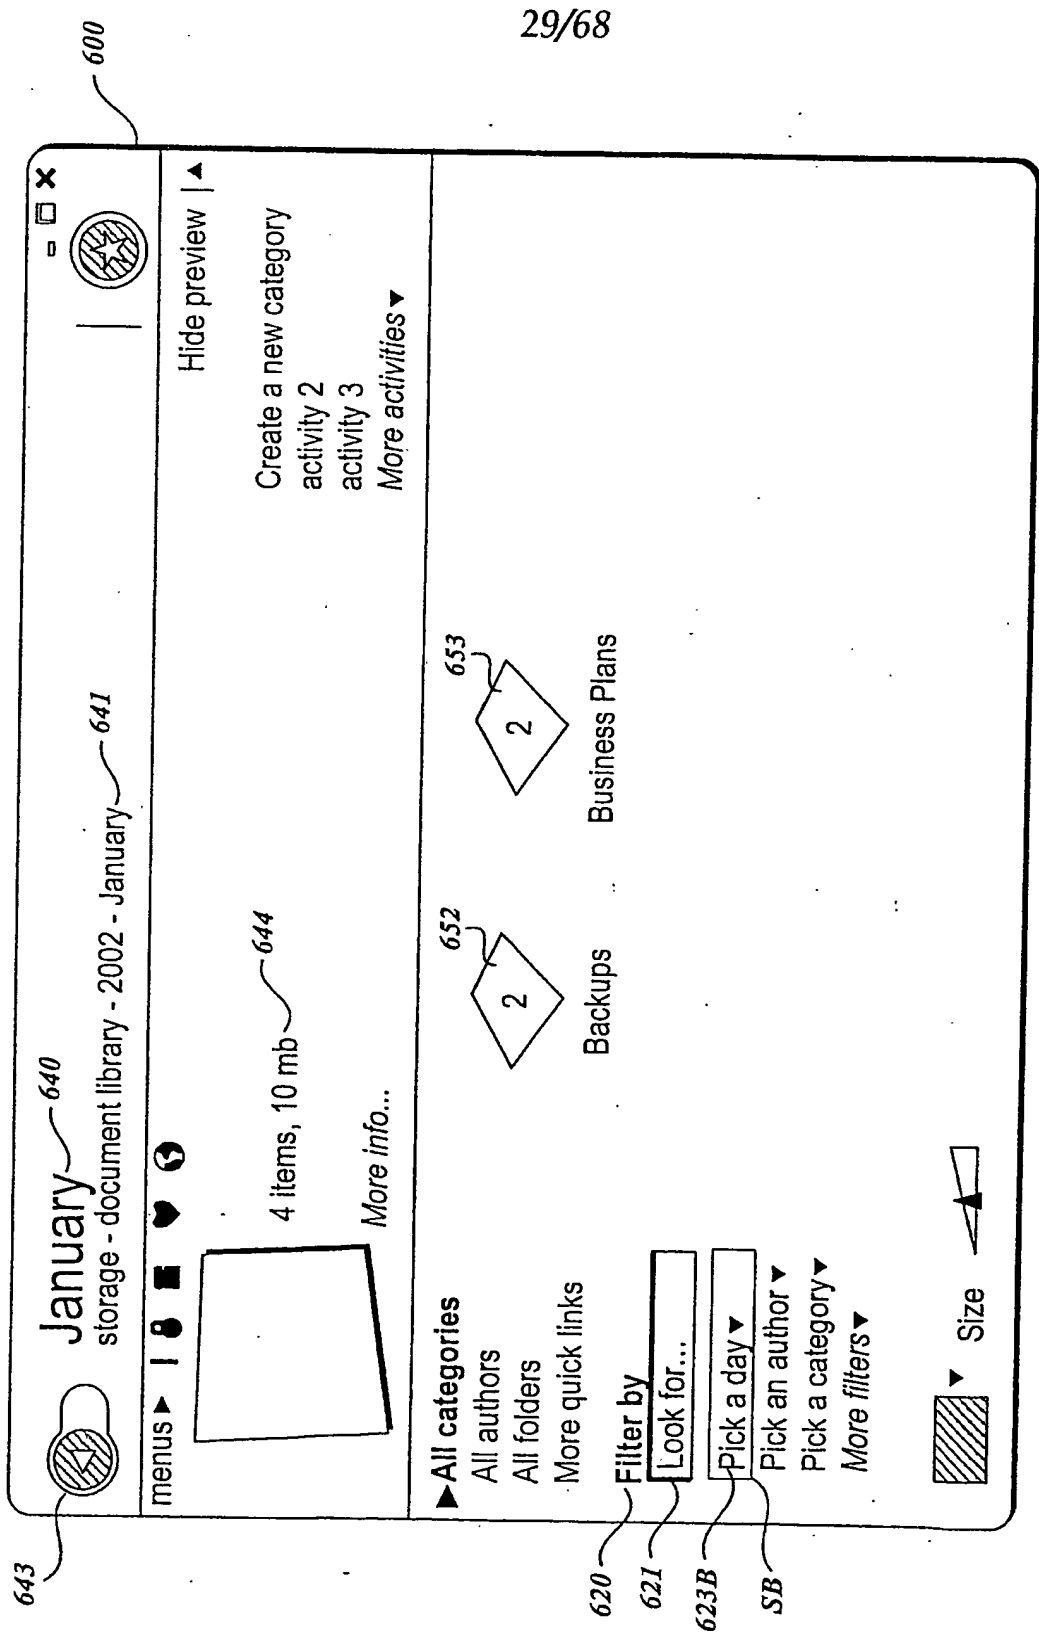 29/68
600
643
January
640
storage - document library - 2002 - January
641
menus
Hide preview
4 items, 10 mb
644
More info...
Create a new category
activity 2
activity 3
More activities
All categories
All authors
All folders
More quick links
620
Filter by
621
Look for...
623B
Pick a day
SB
Pick an author
Pick a category
More filters
652
2
Backups
653
2
Business Plans
Size